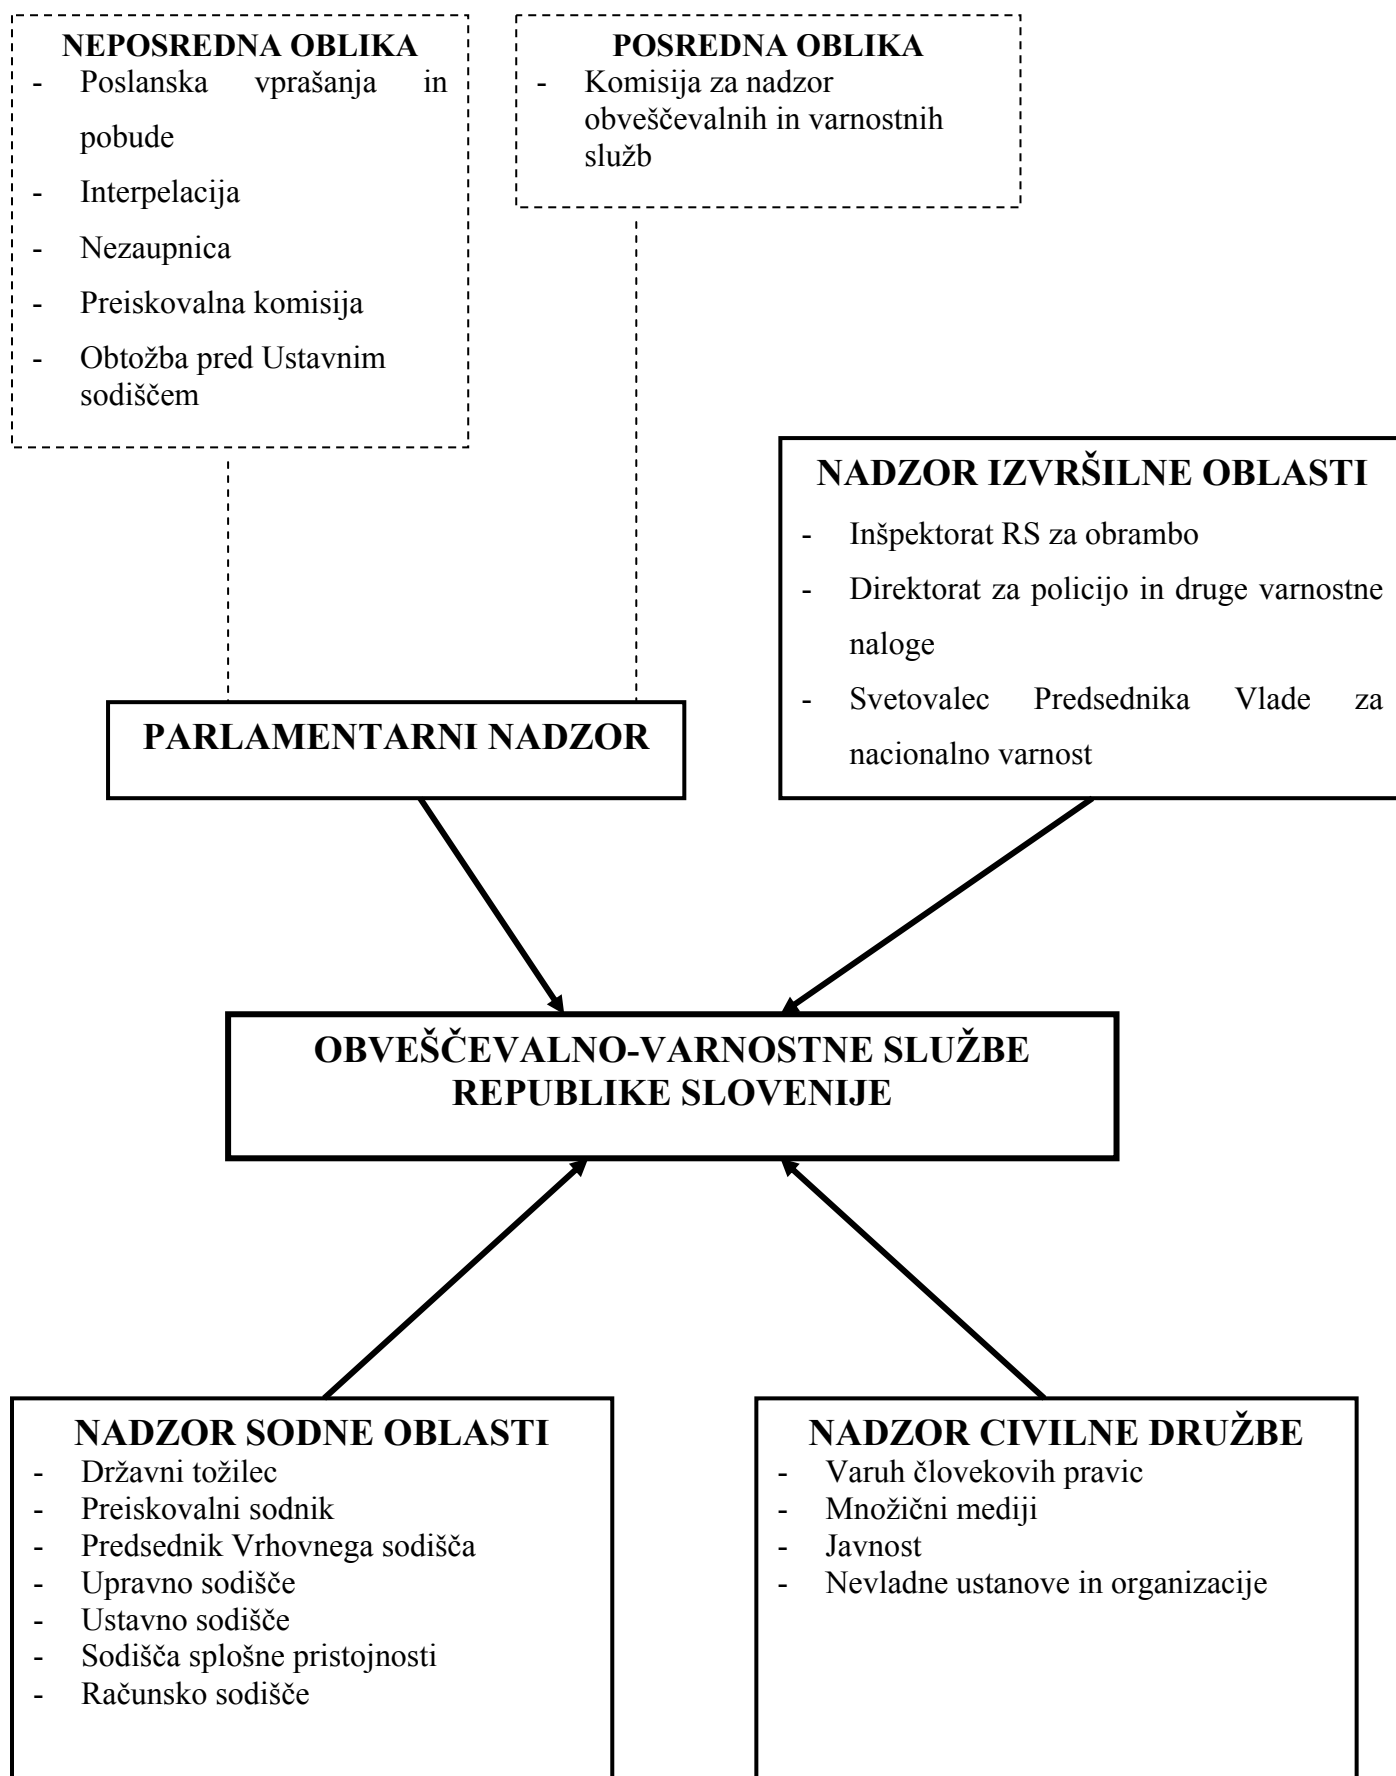 NEPOSREDNA OBLIKA
- Poslanska vprašanja in
pobude
- Interpelacija
- Nezaupnica
- Preiskovalna komisija
- Obtožba pred Ustavnim
sodiščem
POSREDNA OBLIKA
- Komisija za nadzor
obveščevalnih in varnostnih
služb
NADZOR IZVRŠILNE OBLASTI
- Inšpektorat RS za obrambo
- Direktorat za policijo in druge varnostne
naloge
- Svetovalec Predsednika Vlade za
nacionalno varnost
PARLAMENTARNI NADZOR
OBVEŠČEVALNO-VARNOSTNE SLUŽBE
REPUBLIKE SLOVENIJE
NADZOR SODNE OBLASTI
- Državni tožilec
- Preiskovalni sodnik
- Predsednik Vrhovnega sodišča
- Upravno sodišče
- Ustavno sodišče
- Sodišča splošne pristojnosti
- Računsko sodišče
NADZOR CIVILNE DRUŽBE
- Varuh človekovih pravic
- Množični mediji
- Javnost
- Nevladne ustanove in organizacije